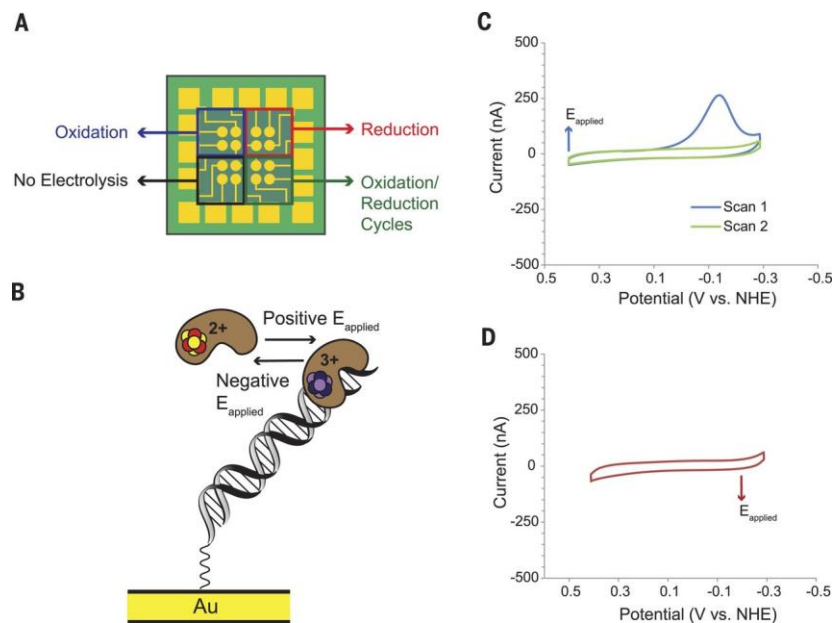 A
Oxidation
Reduction
No Electrolysis
Oxidation/
Reduction
Cycles
B
2+
Positive E applied
3+
Negative
E applied
Au
C
500
250
0
-250
-500
Current (nA)
E applied
Scan 1
Scan 2
0.5 0.3 0.1 -0.1 -0.3 -0.5
Potential (V vs. NHE)
D
500
250
0
-250
-500
Current (nA)
E applied
0.5 0.3 0.1 -0.1 -0.3 -0.5
Potential (V vs. NHE)